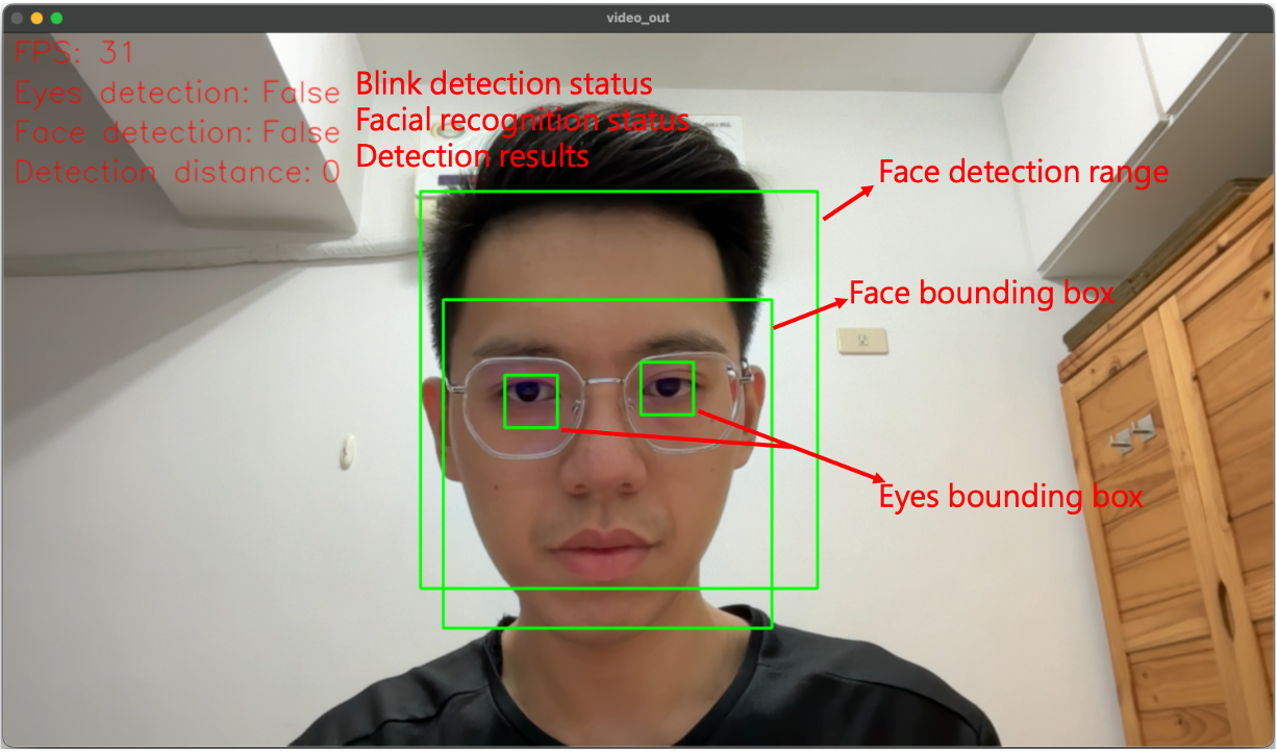 video_out
FPS: 31
Eyes detection: False
Blink detection status
Face detection: False
Facial recognition status
Detection distance: 0
Detection results
Face detection range
Face bounding box
Eyes bounding box